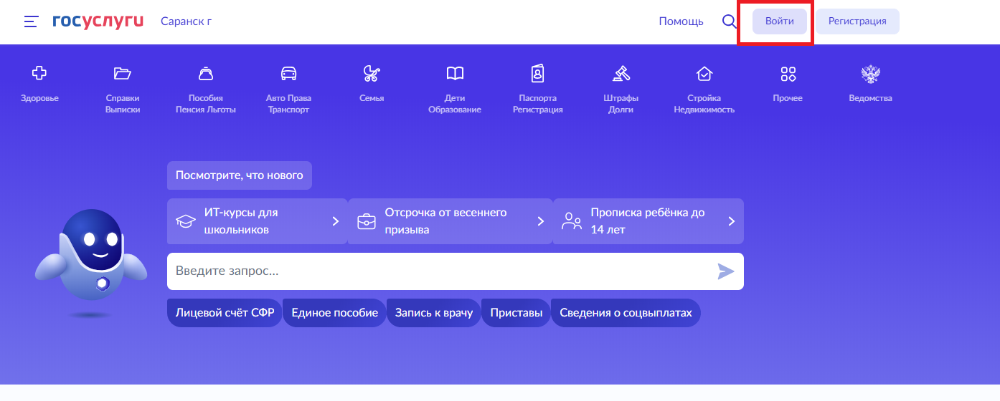 госуслуги
Саранск г
Помощь
Войти
Регистрация
Здоровье
Справки
Выписки
Пособия
Пенсия Льготы
Авто Права
Транспорт
Семья
Дети
Образование
Паспорта
Регистрация
Штрафы
Долги
Стройка
Недвижимость
Прочее
Ведомства
Посмотрите, что нового
ИТ-курсы для
школьников
Отсрочка от весеннего
призыва
Прописка ребёнка до
14 лет
Введите запрос...
Лицевой счёт СФР
Единое пособие
Запись к врачу
Приставы
Сведения о соцвыплатах